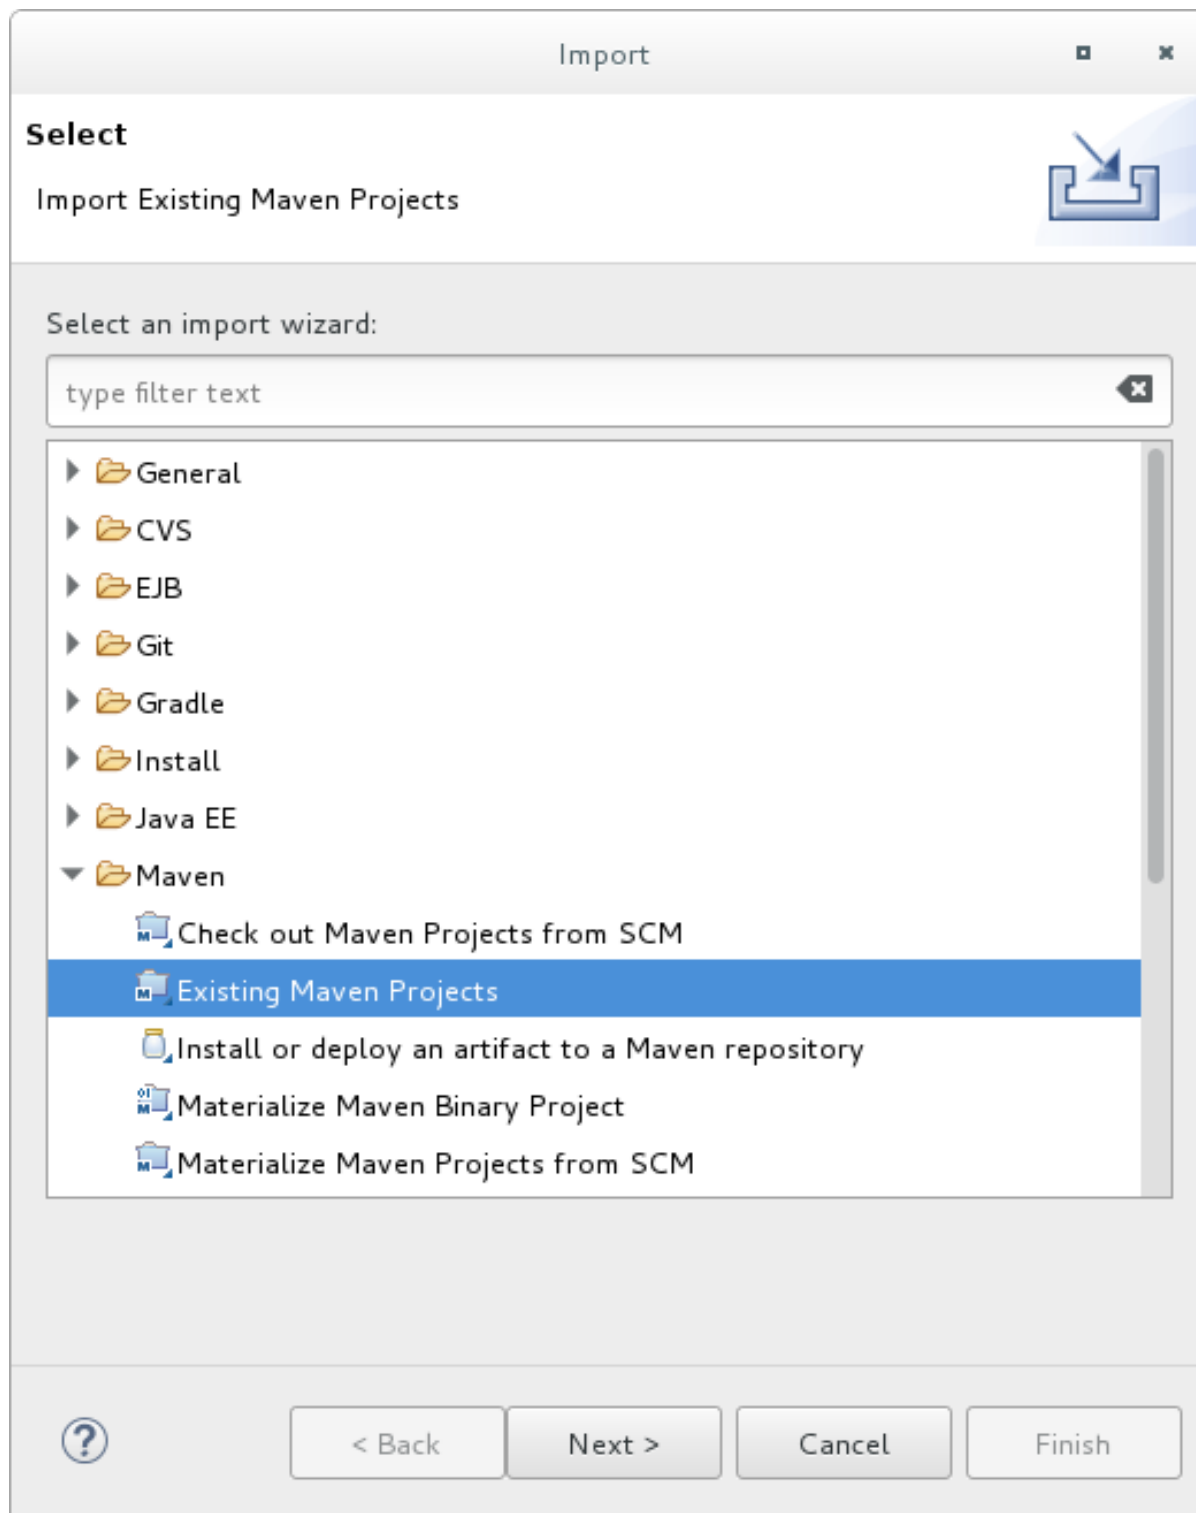 Import
Select
Import Existing Maven Projects
Select an import wizard:
type filter text
General
CVS
EJB
Git
Gradle
Install
Java EE
Maven
Check out Maven Projects from SCM
Existing Maven Projects
Install or deploy an artifact to a Maven repository
Materialize Maven Binary Project
Materialize Maven Projects from SCM
? < Back Next > Cancel Finish